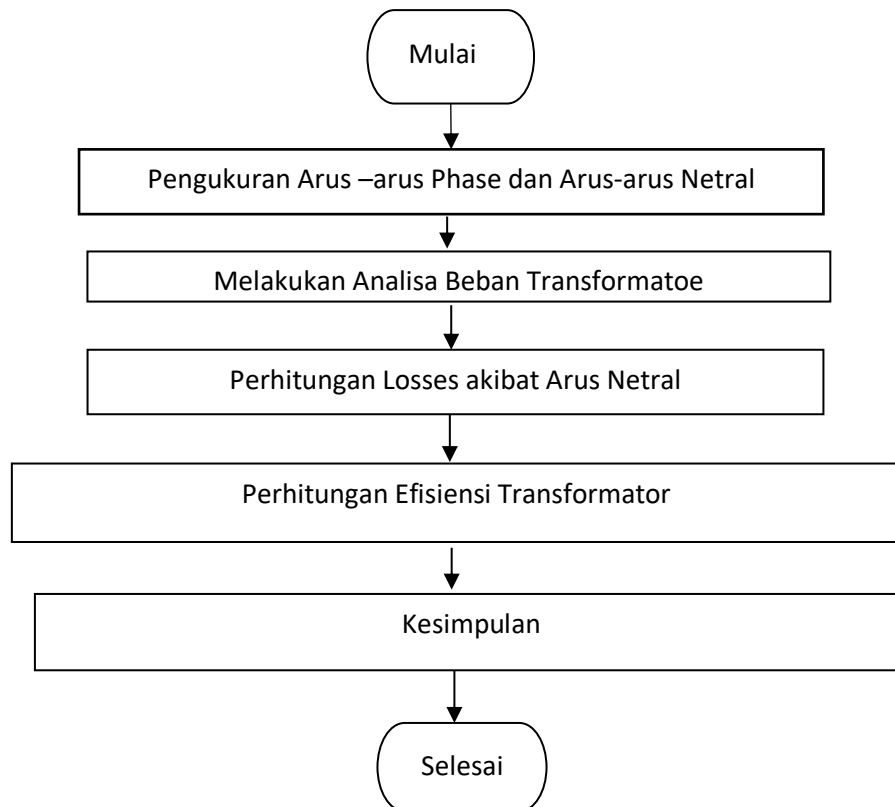 Mulai
Pengukuran Arus –arus Phase dan Arus-arus Netral
Melakukan Analisa Beban Transformatoe
Perhitungan Losses akibat Arus Netral
Perhitungan Efisiensi Transformator
Kesimpulan
Selesai